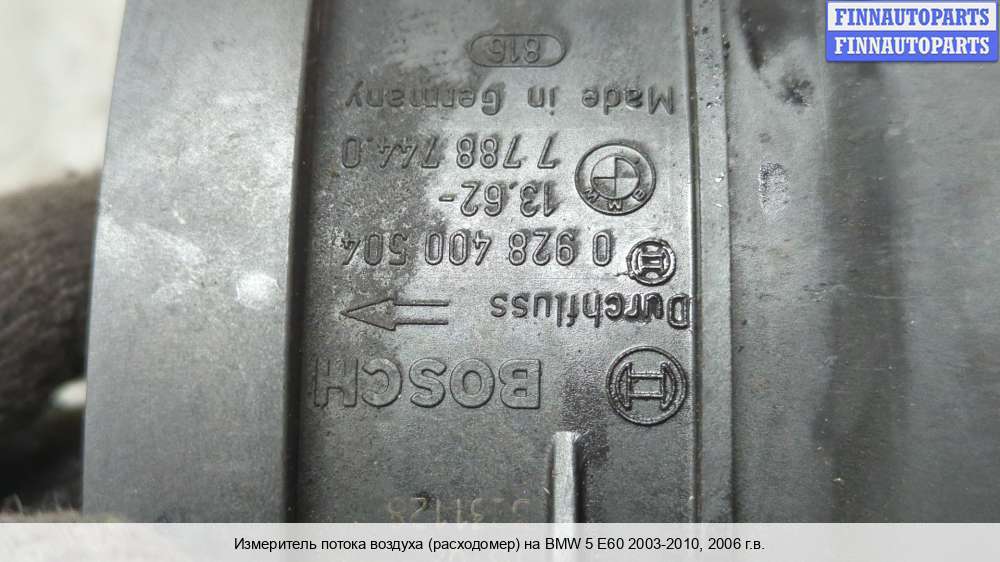 FINNAUTOPARTS
FINNAUTOPARTS
BOSCH
Durchfluss
0 928 400 504
13.62-
7 788 744.0
BMW
Made in Germany
816
Измеритель потока воздуха (расходомер) на BMW 5 E60 2003-2010, 2006 г.в.